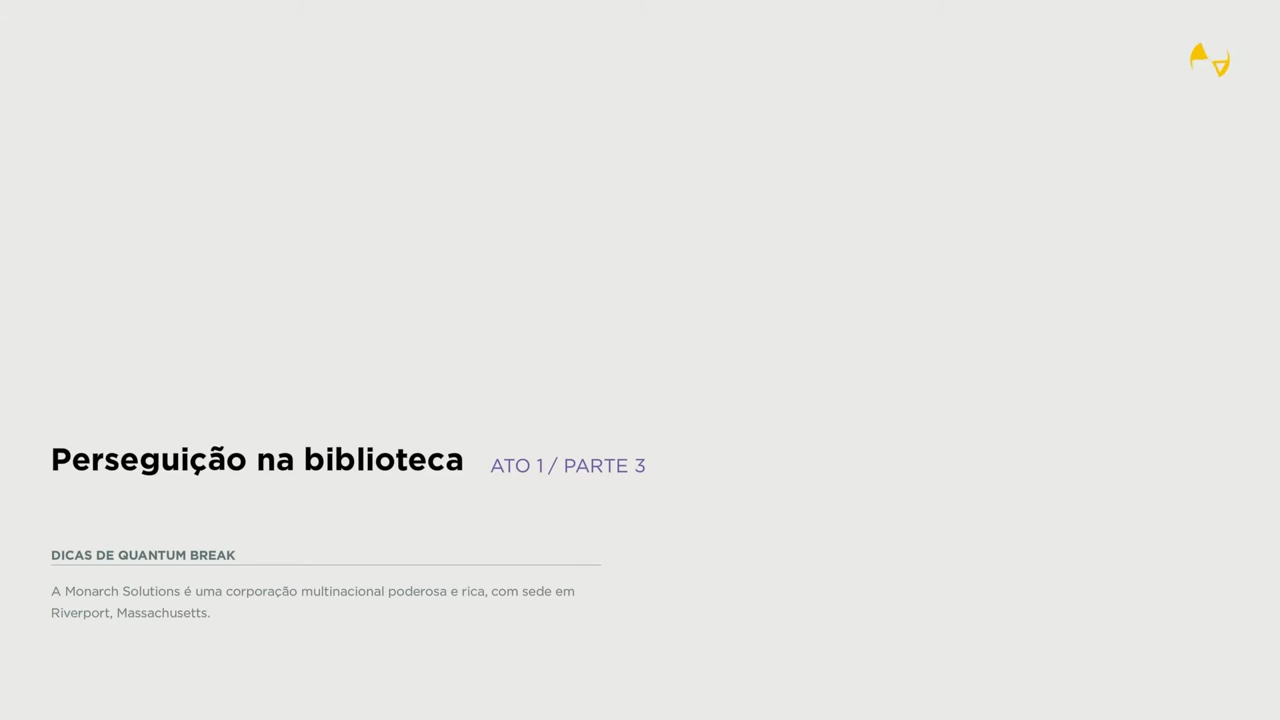 Perseguição na biblioteca ATO 1 / PARTE 3
DICAS DE QUANTUM BREAK
A Monarch Solutions é uma corporação multinacional poderosa e rica, com sede em
Riverport, Massachusetts.